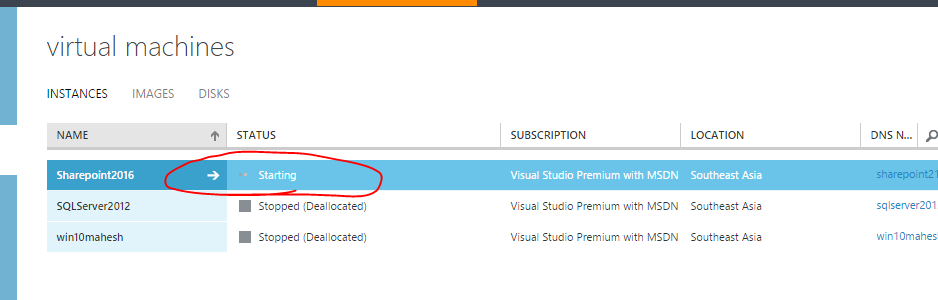 virtual machines
INSTANCES IMAGES DISKS
NAME STATUS SUBSCRIPTION LOCATION DNS N...
Sharepoint2016 Starting Visual Studio Premium with MSDN Southeast Asia sharepoint21
SQLServer2012 Stopped (Deallocated) Visual Studio Premium with MSDN Southeast Asia sqlserver201
win10mahesh Stopped (Deallocated) Visual Studio Premium with MSDN Southeast Asia win10mahes